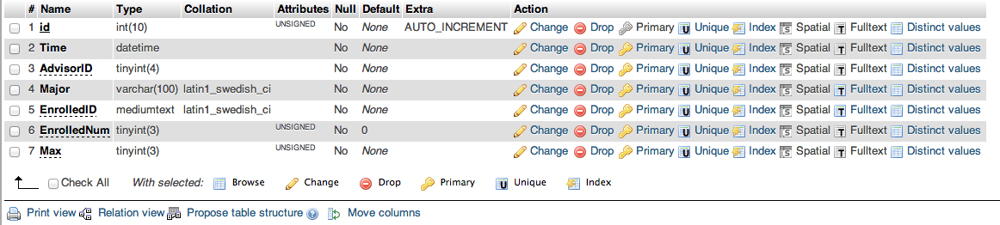 # Name Type Collation Attributes Null Default Extra Action
1 id int(10) UNSIGNED No None AUTO_INCREMENT Change Drop Primary Unique Index Spatial Fulltext Distinct values
2 Time datetime No None Change Drop Primary Unique Index Spatial Fulltext Distinct values
3 AdvisorID tinyint(4) No None Change Drop Primary Unique Index Spatial Fulltext Distinct values
4 Major varchar(100) latin1_swedish_ci No None Change Drop Primary Unique Index Spatial Fulltext Distinct values
5 EnrolledID mediumtext latin1_swedish_ci No None Change Drop Primary Unique Index Spatial Fulltext Distinct values
6 EnrolledNum tinyint(3) UNSIGNED No 0 Change Drop Primary Unique Index Spatial Fulltext Distinct values
7 Max tinyint(3) UNSIGNED No None Change Drop Primary Unique Index Spatial Fulltext Distinct values
Check All With selected: Browse Change Drop Primary Unique Index
Print view Relation view Propose table structure Move columns